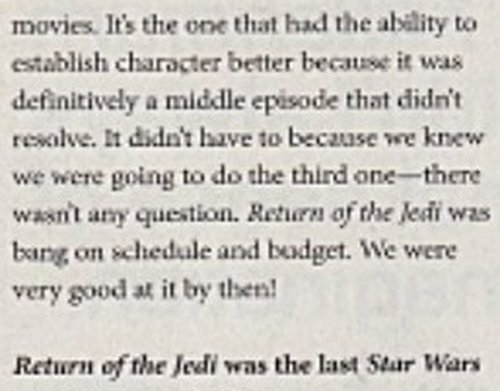 movies. It's the one that had the ability to
establish character better because it was
definitively a middle episode that didn't
resolve. It didn't have to because we knew
we were going to do the third one—there
wasn't any question. Return of the Jedi was
bang on schedule and budget. We were
very good at it by then!
Return of the Jedi was the last Star Wars